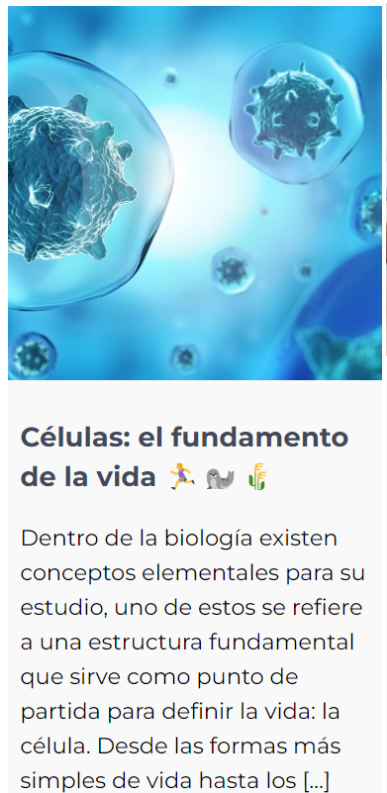 Células: el fundamento
de la vida 🏃‍♀️ 🦭 🌾
Dentro de la biología existen
conceptos elementales para su
estudio, uno de estos se refiere
a una estructura fundamental
que sirve como punto de
partida para definir la vida: la
célula. Desde las formas más
simples de vida hasta los [...]